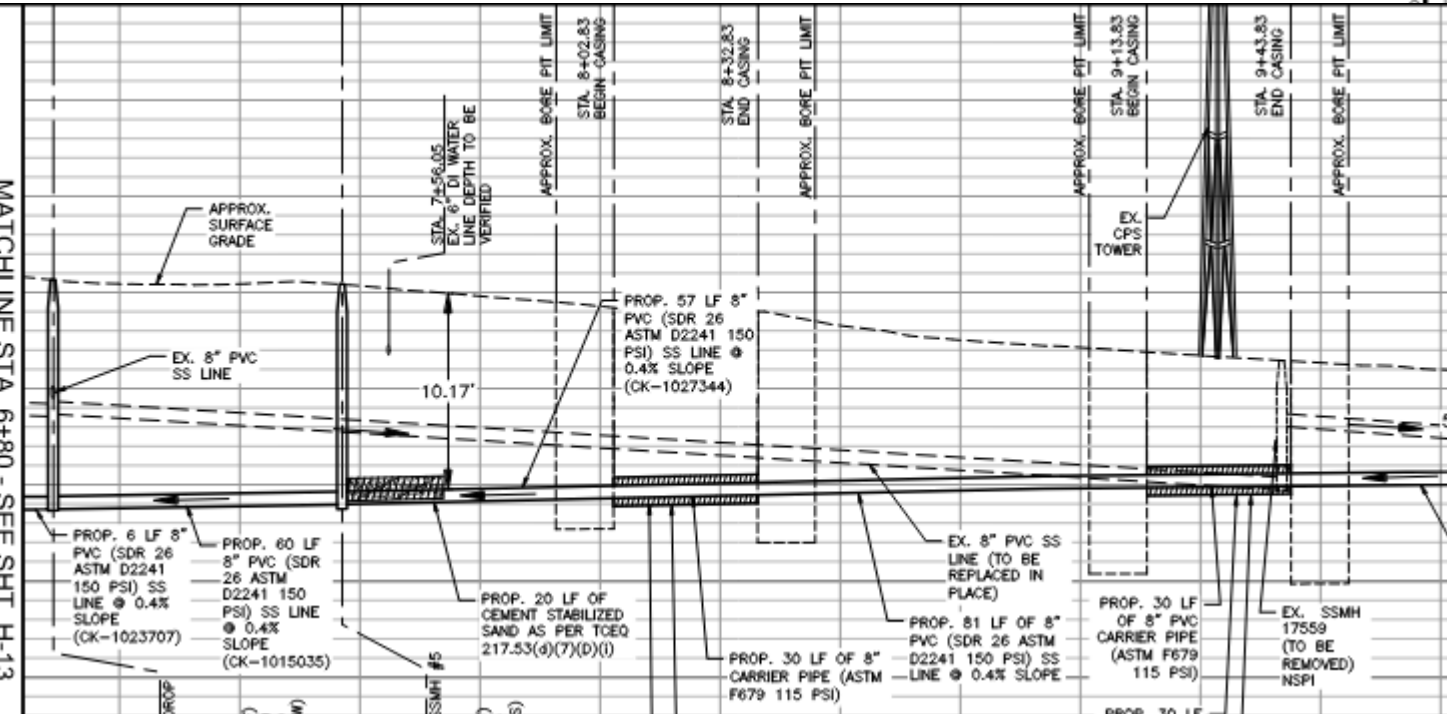 MATCHLINE STA 6+80 - SEE SHT H-13
APPROX.
SURFACE
GRADE
EX. 8" PVC
SS LINE
STA. 7+56.05
EX. 6" DI WATER
LINE DEPTH TO BE
VERIFIED
10.17'
APPROX. BORE PIT LIMIT
STA. 8+02.83
BEGIN CASING
STA. 8+32.83
END CASING
APPROX. BORE PIT LIMIT
PROP. 57 LF 8"
PVC (SDR 26
ASTM D2241 150
PSI) SS LINE @
0.4% SLOPE
(CK-1027344)
APPROX. BORE PIT LIMIT
STA. 9+13.83
BEGIN CASING
EX.
CPS
TOWER
STA. 9+43.83
END CASING
APPROX. BORE PIT LIMIT
PROP. 6 LF 8"
PVC (SDR 26
ASTM D2241
150 PSI) SS
LINE @ 0.4%
SLOPE
(CK-1023707)
PROP. 60 LF
8" PVC (SDR
26 ASTM
D2241 150
PSI) SS LINE
@ 0.4%
SLOPE
(CK-1015035)
PROP. 20 LF OF
CEMENT STABILIZED
SAND AS PER TCEQ
217.53(d)(7)(D)(i)
PROP. 30 LF OF 8"
CARRIER PIPE (ASTM
F679 115 PSI)
EX. 8" PVC SS
LINE (TO BE
REPLACED IN
PLACE)
PROP. 81 LF OF 8"
PVC (SDR 26 ASTM
D2241 150 PSI) SS
LINE @ 0.4% SLOPE
PROP. 30 LF
OF 8" PVC
CARRIER PIPE
(ASTM F679
115 PSI)
EX. SSMH
17559
(TO BE
REMOVED)
NSPI
DROP
SSMH #5
PROP. 30 LF